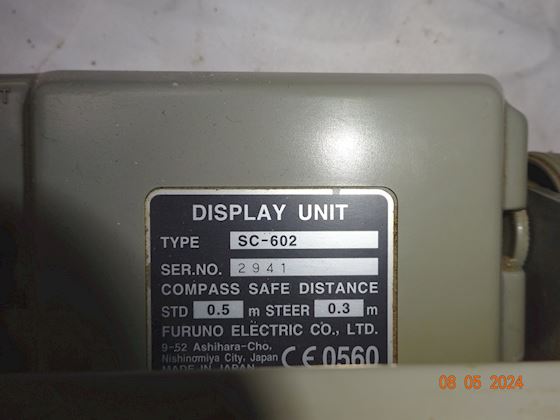 T
DISPLAY UNIT
TYPE SC-602
SER.NO. 2941
COMPASS SAFE DISTANCE
STD 0.5 m STEER 0.3 m
FURUNO ELECTRIC CO., LTD.
9-52 Ashihara-Cho,
Nishinomiya City, Japan
MADE IN JAPAN
CE 0560
08 05 2024